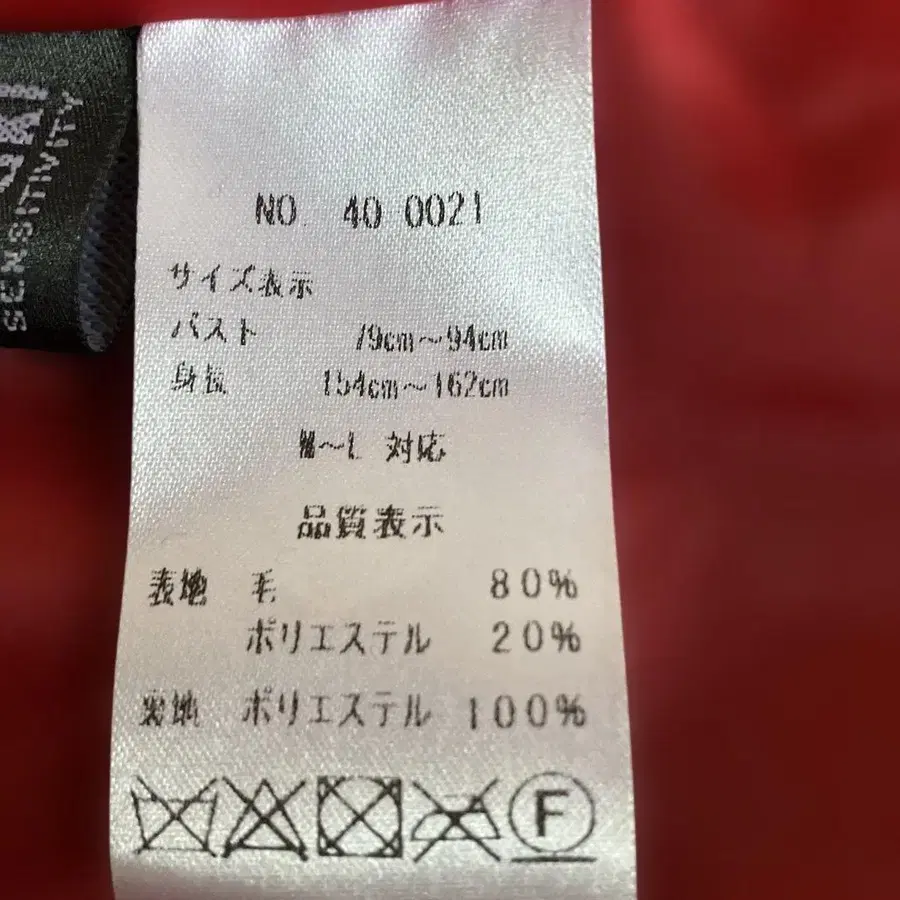 SENSITIVITY
NO. 40 0021
サイズ表示
バスト 79cm～94cm
身長 154cm～162cm
M～L 対応
品質表示
表地 毛 80%
ポリエステル 20%
裏地 ポリエステル 100%
F